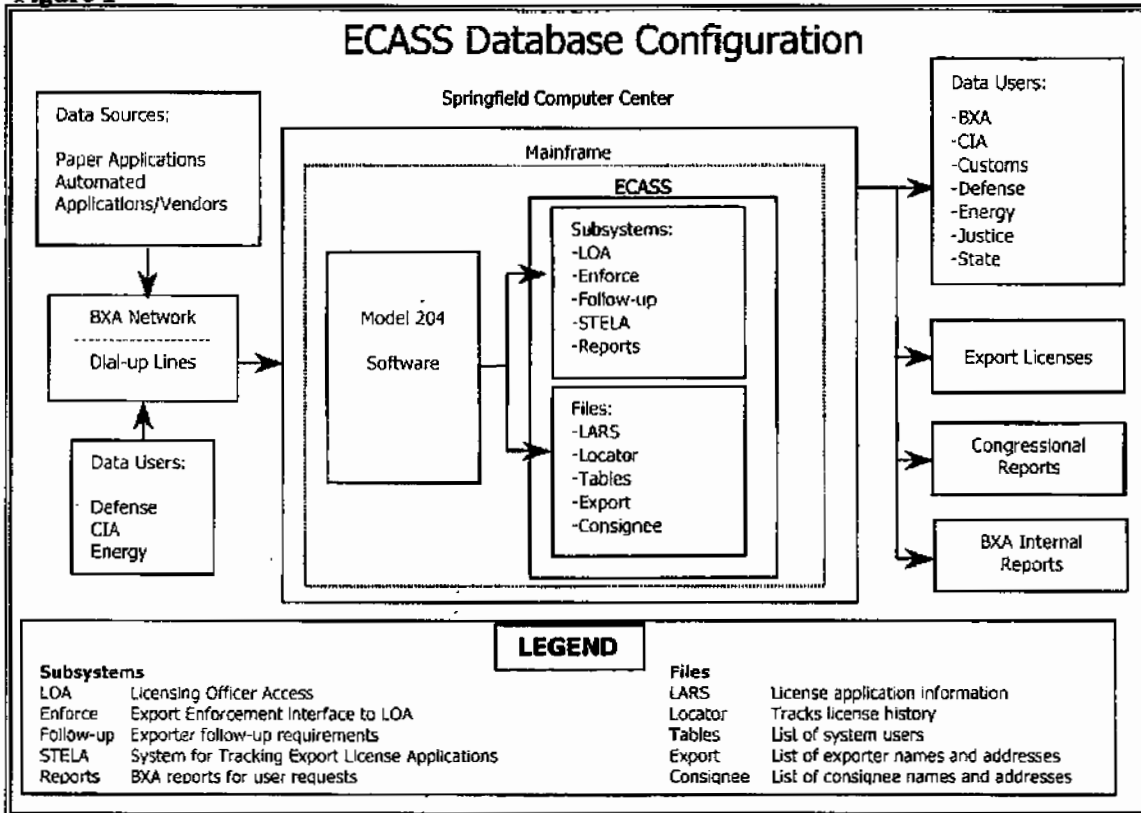 ECASS Database Configuration
Data Sources:
Paper Applications
Automated
Applications/Vendors
BXA Network
Dial-up Lines
Data Users:
Defense
CIA
Energy
Springfield Computer Center
Mainframe
Model 204
Software
ECASS
Subsystems:
-LOA
-Enforce
-Follow-up
-STELA
-Reports
Files:
-LARS
-Locator
-Tables
-Export
-Consignee
Data Users:
-BXA
-CIA
-Customs
-Defense
-Energy
-Justice
-State
Export Licenses
Congressional
Reports
BXA Internal
Reports
LEGEND
Subsystems
LOA Licensing Officer Access
Enforce Export Enforcement Interface to LOA
Follow-up Exporter follow-up requirements
STELA System for Tracking Export License Applications
Reports BXA reports for user requests
Files
LARS License application information
Locator Tracks license history
Tables List of system users
Export List of exporter names and addresses
Consignee List of consignee names and addresses